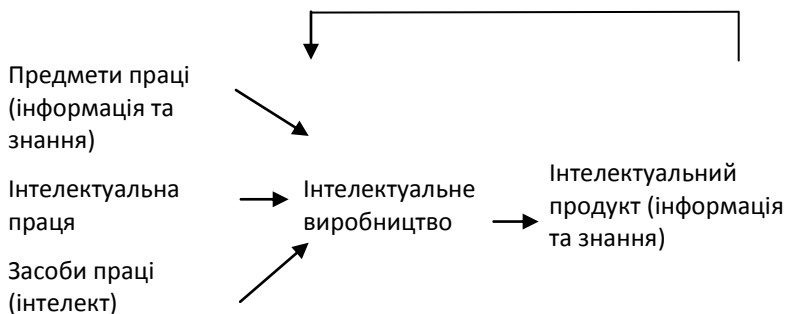 Предмети праці
(інформація та
знання)
Інтелектуальна
праця
Засоби праці
(інтелект)
Інтелектуальне
виробництво
Інтелектуальний
продукт (інформація
та знання)